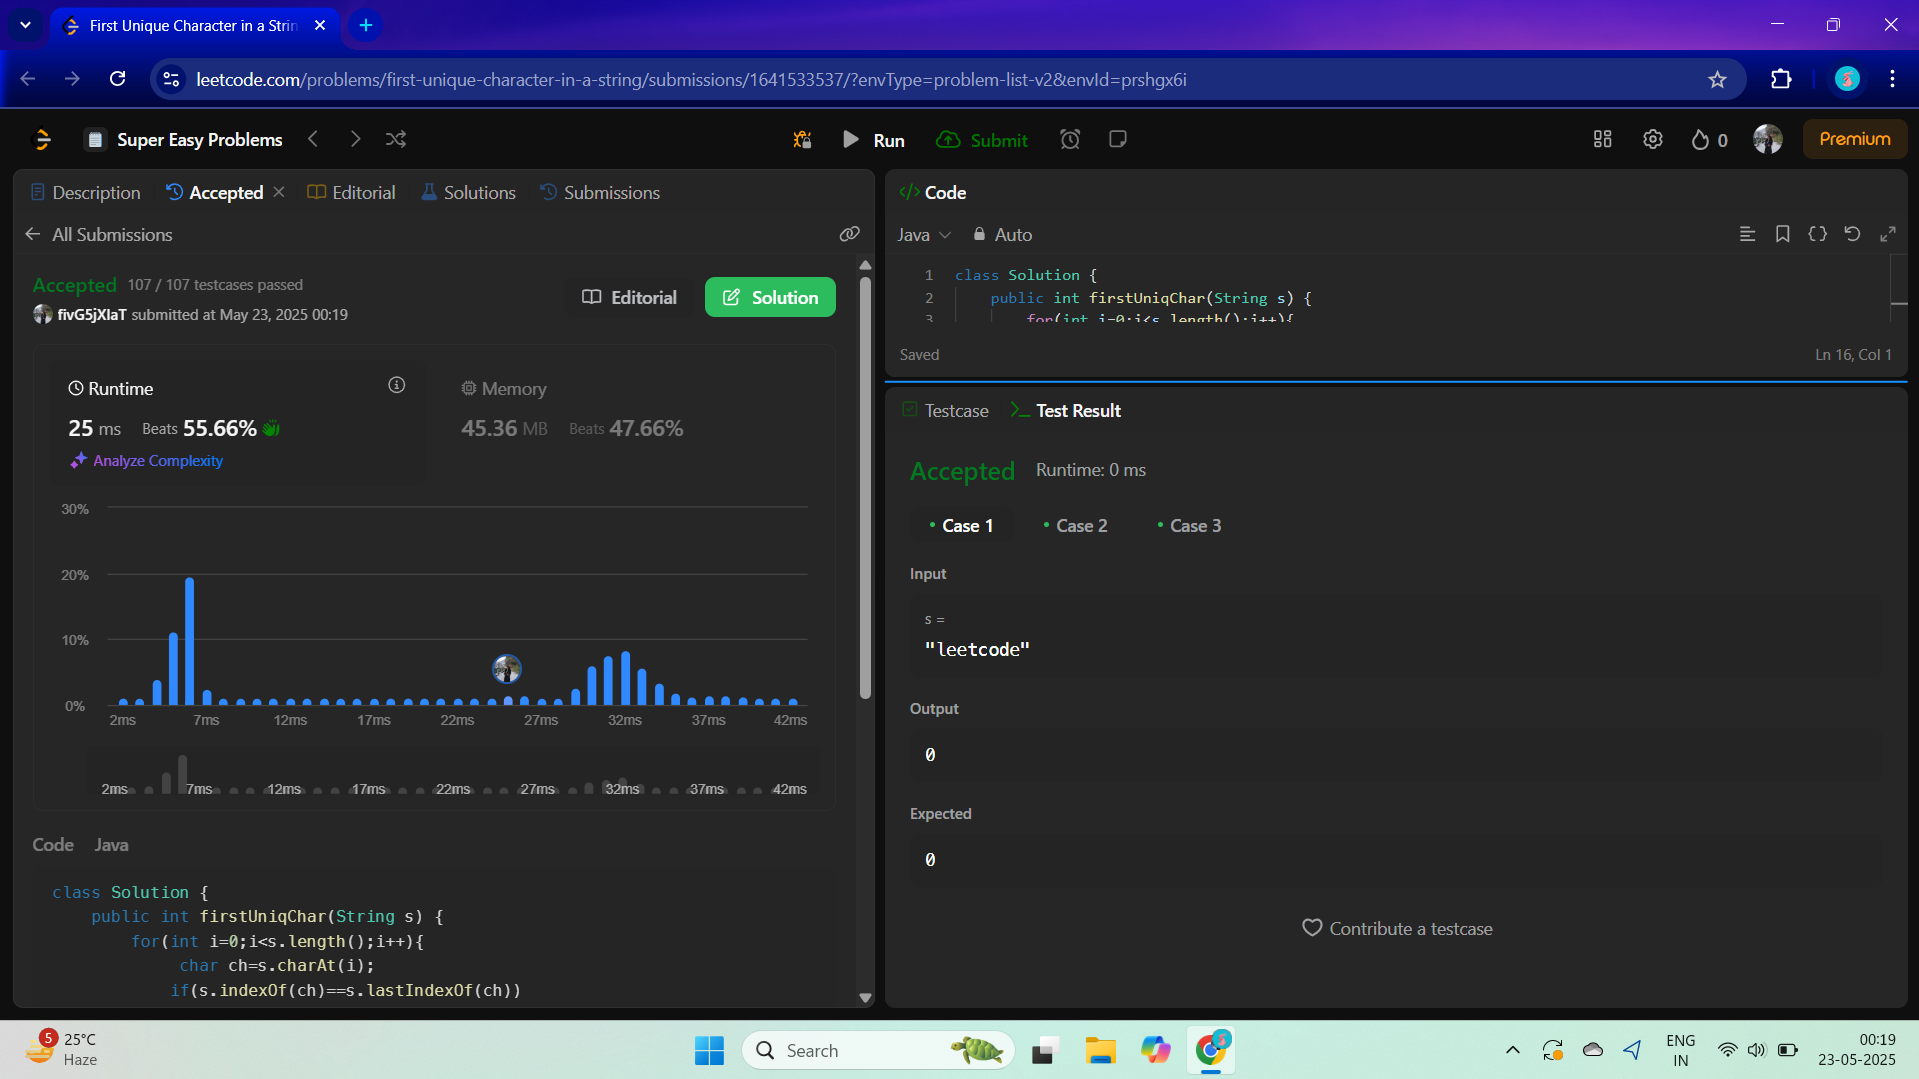 First Unique Character in a Strin
leetcode.com/problems/first-unique-character-in-a-string/submissions/1641533537/?envType=problem-list-v2&envId=prshgx6i
Super Easy Problems
Run
Submit
0
Premium
Description
Accepted
Editorial
Solutions
Submissions
All Submissions
Accepted 107 / 107 testcases passed
fivG5jXIaT submitted at May 23, 2025 00:19
Editorial
Solution
Runtime
25 ms Beats 55.66%
Analyze Complexity
Memory
45.36 MB Beats 47.66%
30%
20%
10%
0%
2ms 7ms 12ms 17ms 22ms 27ms 32ms 37ms 42ms
2ms 7ms 12ms 17ms 22ms 27ms 32ms 37ms 42ms
Code Java
class Solution {
public int firstUniqChar(String s) {
for(int i=0;i<s.length();i++){
char ch=s.charAt(i);
if(s.indexOf(ch)==s.lastIndexOf(ch))
</> Code
Java
Auto
1 class Solution {
2 public int firstUniqChar(String s) {
3 for(int i=0;i<s.length();i++){
Saved
Ln 16, Col 1
Testcase
Test Result
Accepted Runtime: 0 ms
Case 1
Case 2
Case 3
Input
s =
"leetcode"
Output
0
Expected
0
Contribute a testcase
5
25°C
Haze
Search
ENG
IN
00:19
23-05-2025